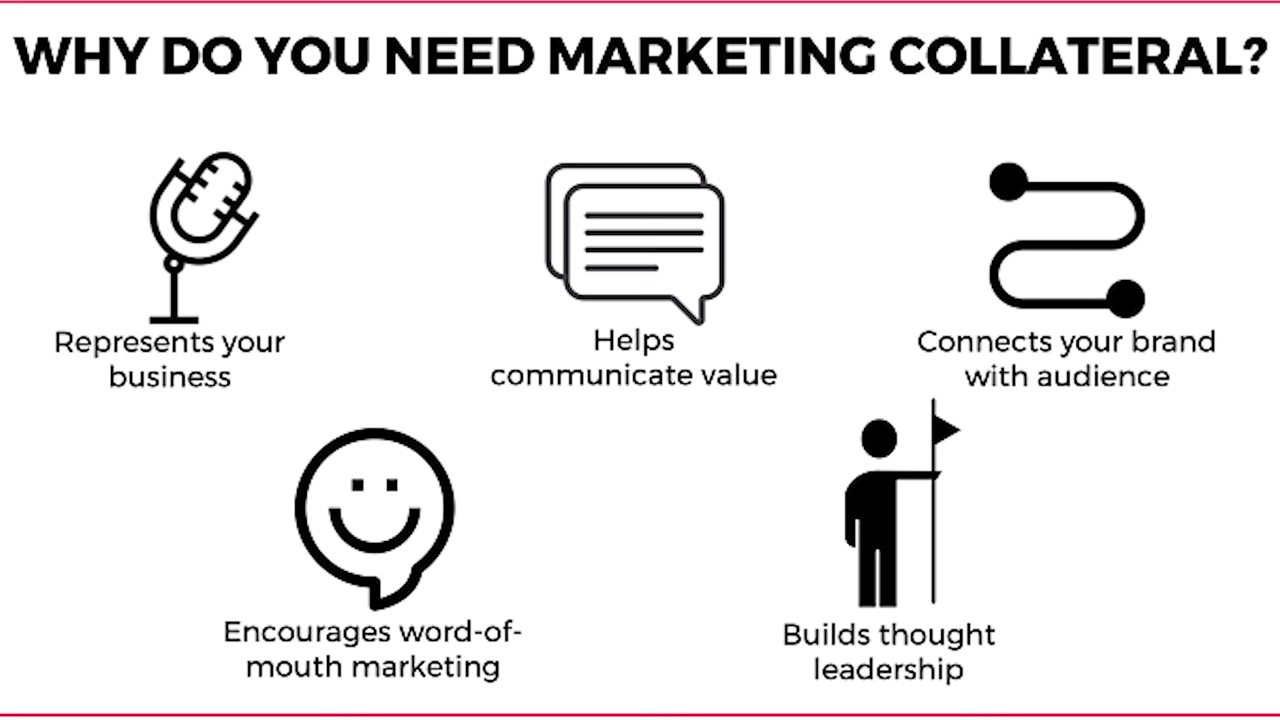 WHY DO YOU NEED MARKETING COLLATERAL?
Represents your
business
Helps
communicate value
Connects your brand
with audience
Encourages word-of-
mouth marketing
Builds thought
leadership